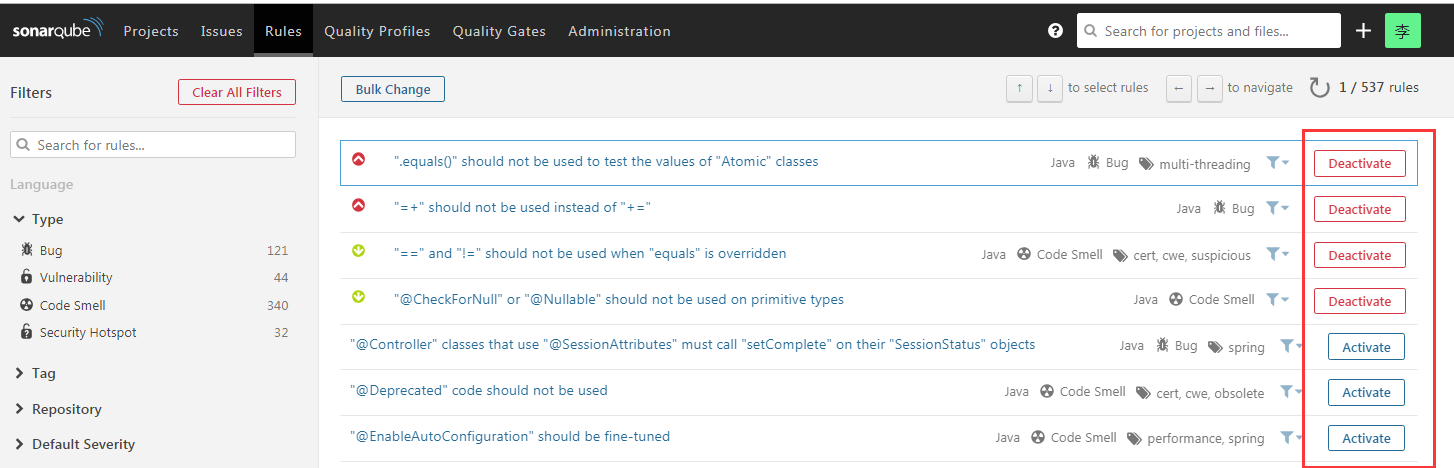 sonarqube Projects Issues Rules Quality Profiles Quality Gates Administration ? Search for projects and files... + 李
Filters Clear All Filters Bulk Change ↑ ↓ to select rules ← → to navigate 1 / 537 rules
Search for rules...
Language
Type
Bug 121
Vulnerability 44
Code Smell 340
Security Hotspot 32
Tag
Repository
Default Severity
".equals()" should not be used to test the values of "Atomic" classes Java Bug multi-threading Deactivate
"=+" should not be used instead of "+=" Java Bug Deactivate
"==" and "!=" should not be used when "equals" is overridden Java Code Smell cert, cwe, suspicious Deactivate
"@CheckForNull" or "@Nullable" should not be used on primitive types Java Code Smell Deactivate
"@Controller" classes that use "@SessionAttributes" must call "setComplete" on their "SessionStatus" objects Java Bug spring Activate
"@Deprecated" code should not be used Java Code Smell cert, cwe, obsolete Activate
"@EnableAutoConfiguration" should be fine-tuned Java Code Smell performance, spring Activate